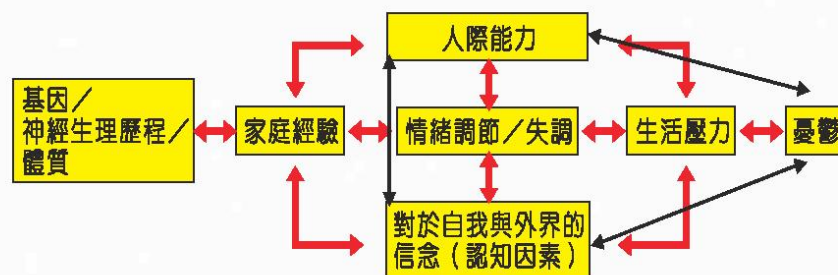 人際能力
基因／
神經生理歷程／
體質
家庭經驗
情緒調節／失調
生活壓力
憂鬱
對於自我與外界的
信念（認知因素）